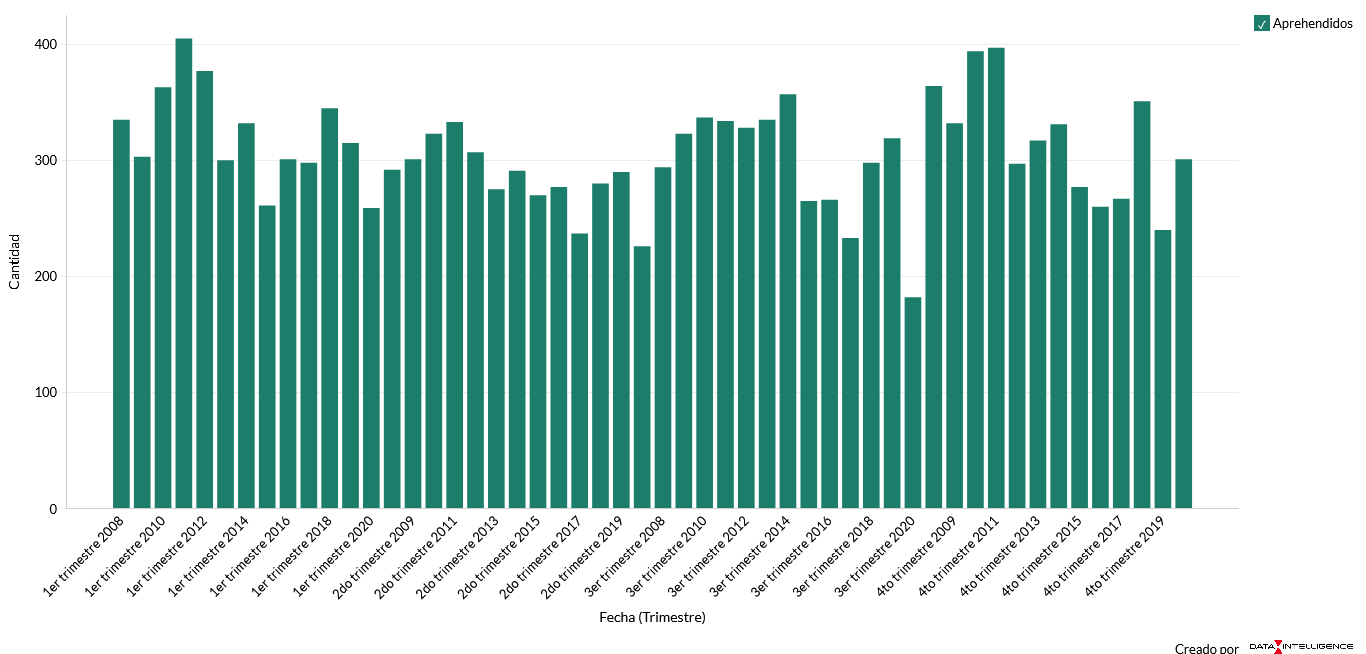 Aprehendidos
400
300
200
100
0
Cantidad
1er trimestre 2008
1er trimestre 2010
1er trimestre 2012
1er trimestre 2014
1er trimestre 2016
1er trimestre 2018
1er trimestre 2020
2do trimestre 2009
2do trimestre 2011
2do trimestre 2013
2do trimestre 2015
2do trimestre 2017
2do trimestre 2019
3er trimestre 2008
3er trimestre 2010
3er trimestre 2012
3er trimestre 2014
3er trimestre 2016
3er trimestre 2018
3er trimestre 2020
4to trimestre 2009
4to trimestre 2011
4to trimestre 2013
4to trimestre 2015
4to trimestre 2017
4to trimestre 2019
Fecha (Trimestre)
Creado por DATA INTELLIGENCE